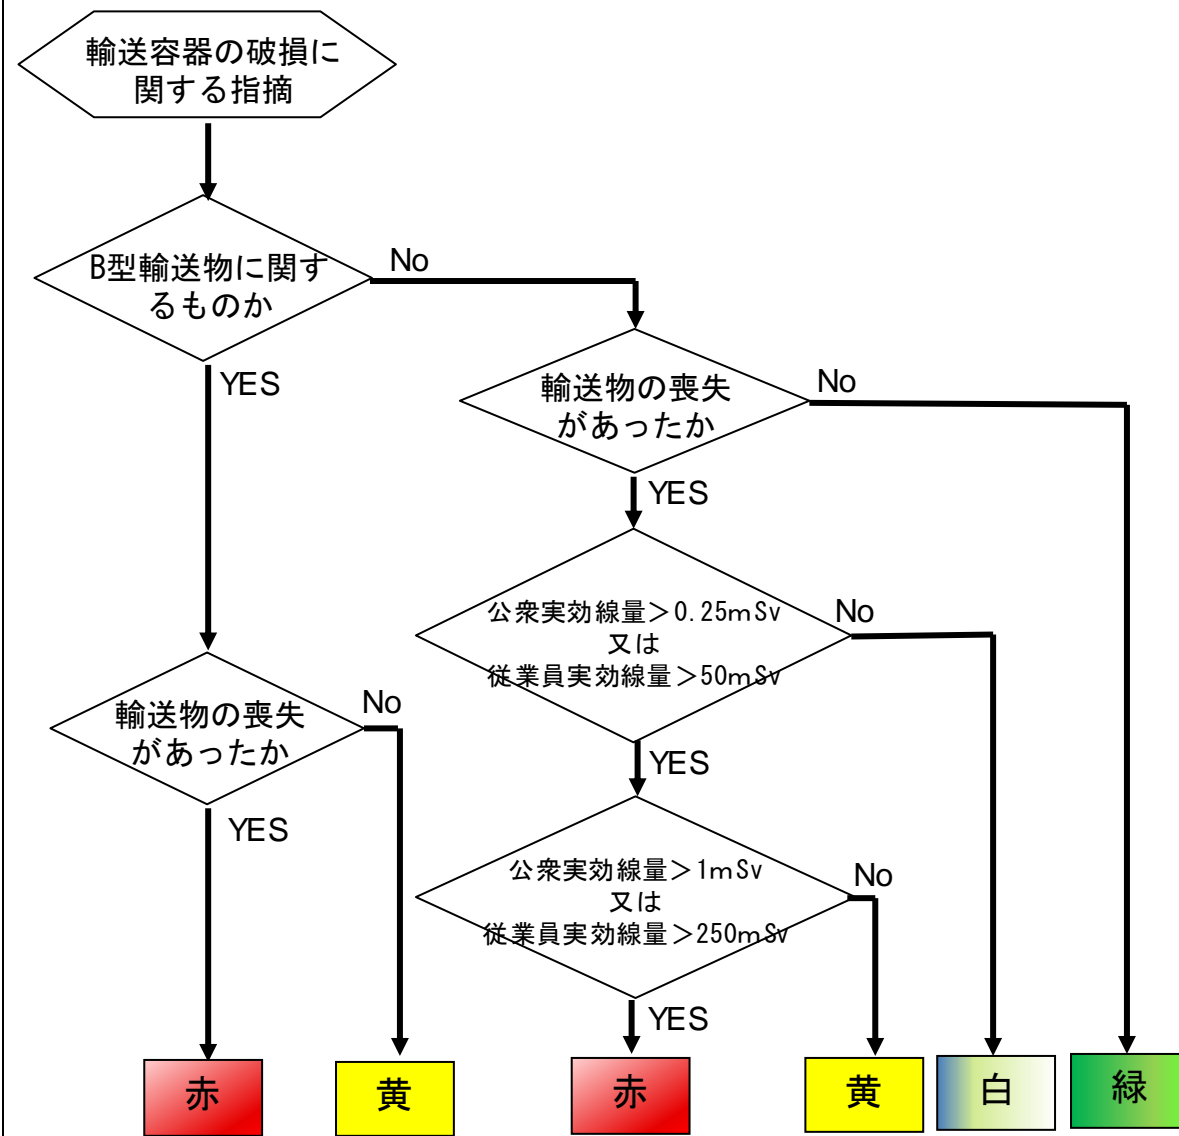 輸送容器の破損に
関する指摘
B型輸送物に関す
るものか
No
YES
輸送物の喪失
があったか
No
YES
公衆実効線量＞0.25mSv
又は
従業員実効線量＞50mSv
No
YES
輸送物の喪失
があったか
No
YES
公衆実効線量＞1mSv
又は
従業員実効線量＞250mSv
No
YES
赤
黄
赤
黄
白
緑